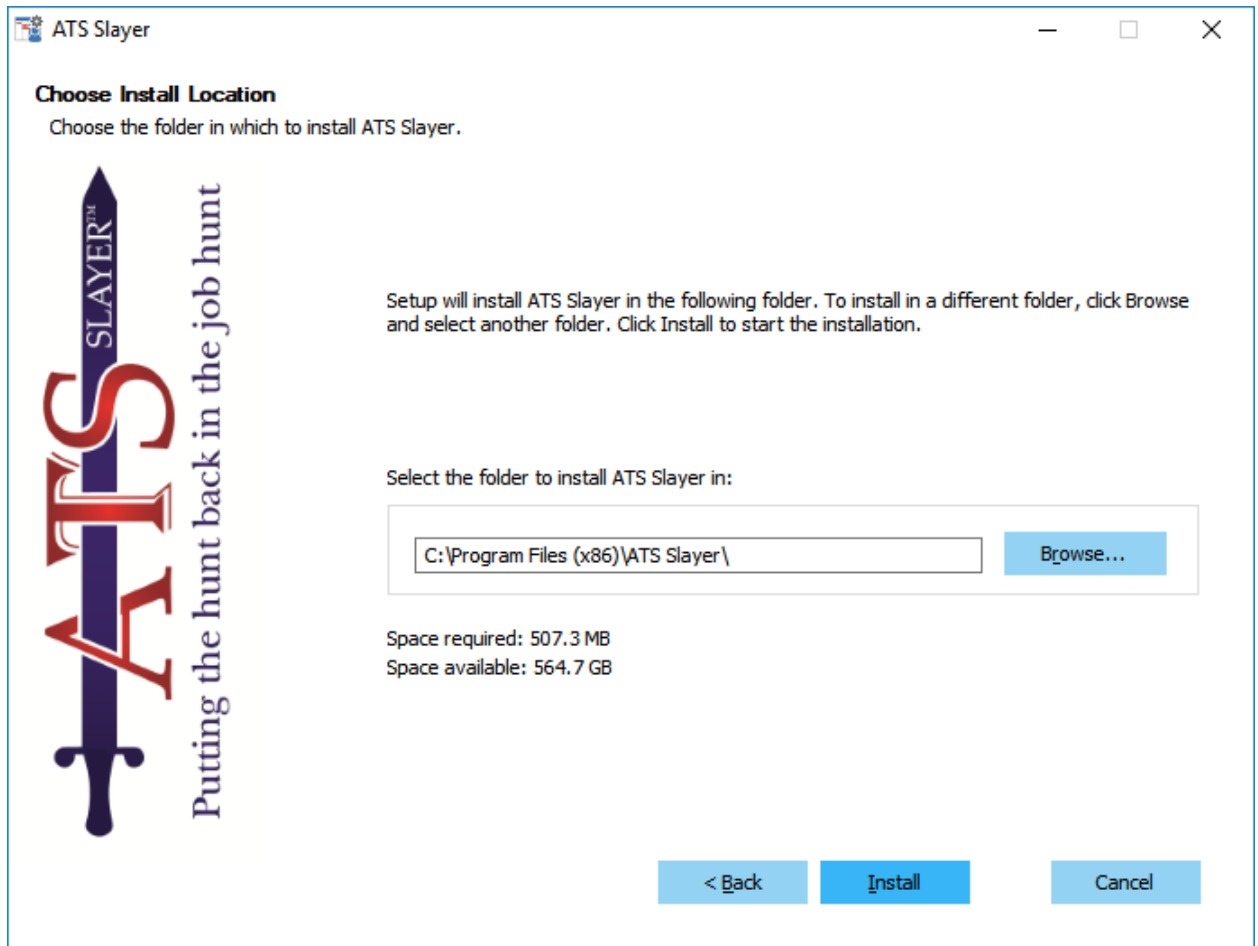 ATS Slayer
Choose Install Location
Choose the folder in which to install ATS Slayer.
ATS SLAYER™
Putting the hunt back in the job hunt
Setup will install ATS Slayer in the following folder. To install in a different folder, click Browse
and select another folder. Click Install to start the installation.
Select the folder to install ATS Slayer in:
C:\Program Files (x86)\ATS Slayer\
Browse...
Space required: 507.3 MB
Space available: 564.7 GB
< Back
Install
Cancel